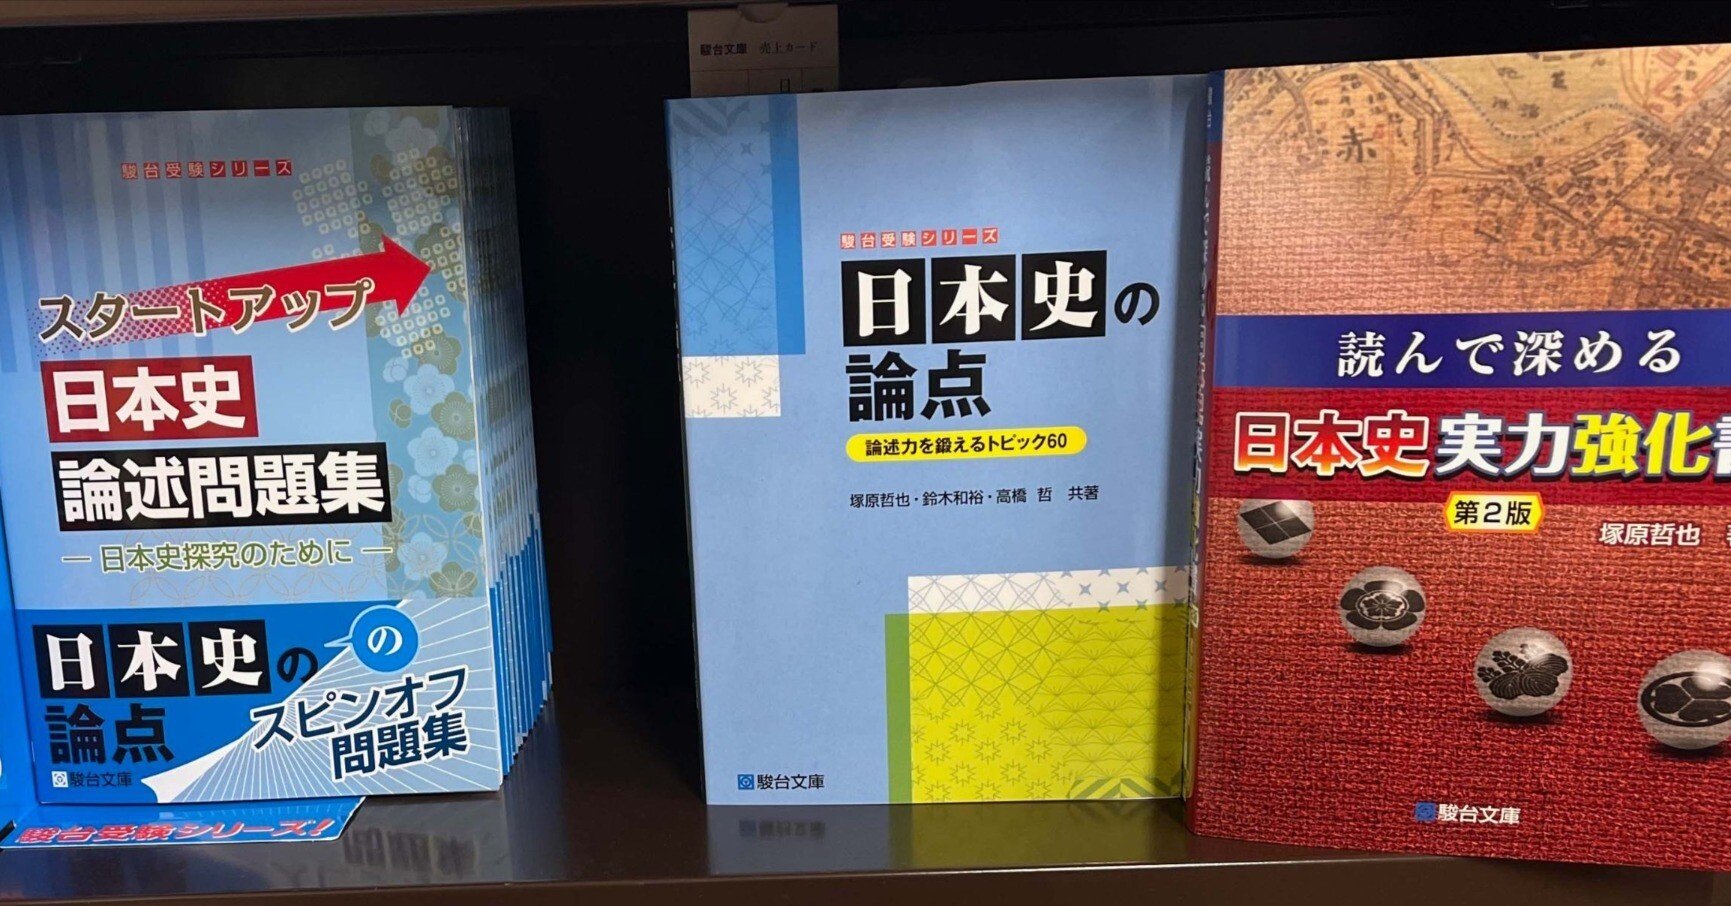 駿台文庫 売上カード
駿台受験シリーズ
スタートアップ
日本史
論述問題集
― 日本史探究のために ―
日本史の
論点
の
スピンオフ
問題集
駿台文庫
駿台受験シリーズ!
駿台受験シリーズ
日本史の
論点
論述力を鍛えるトピック60
塚原哲也・鈴木和裕・高橋 哲 共著
駿台文庫
赤
読んで深める
日本史実力強化
第2版
塚原哲也
駿台文庫